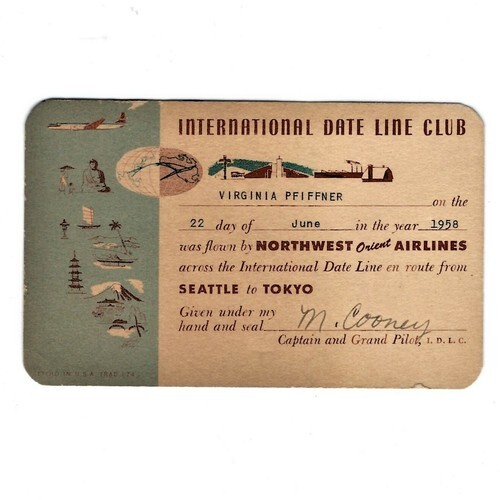 INTERNATIONAL DATE LINE CLUB
VIRGINIA PFIFFNER on the
22 day of June in the year 1958
was flown by NORTHWEST Orient AIRLINES
across the International Date Line en route from
SEATTLE to TOKYO
Given under my
hand and seal M. Cooney
Captain and Grand Pilot, I. D. L. C.
IN U.S.A.